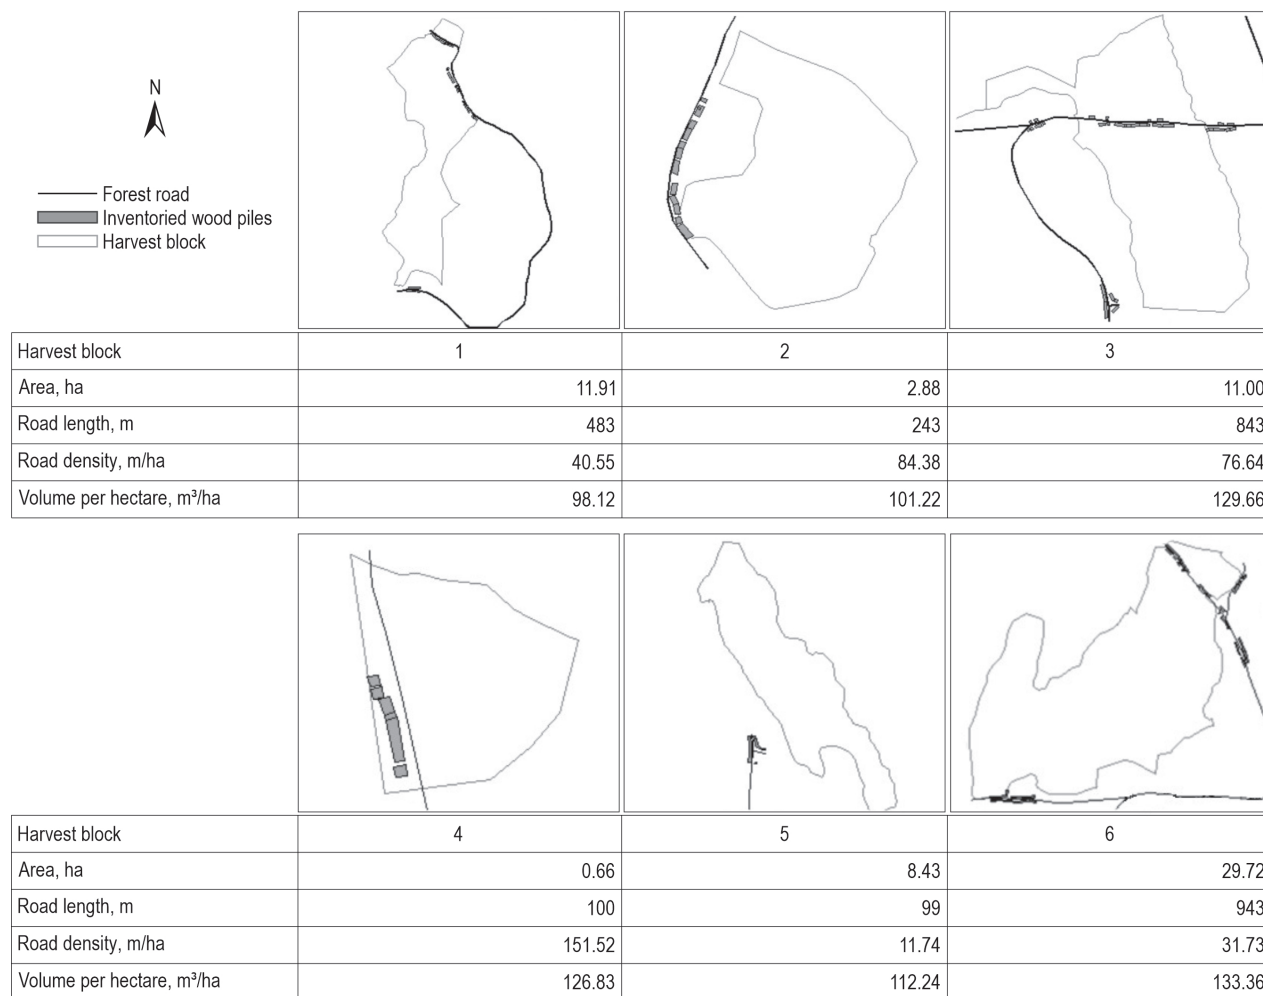 N
Forest road
Inventoried wood piles
Harvest block
Harvest block 1 2 3
Area, ha 11.91 2.88 11.00
Road length, m 483 243 843
Road density, m/ha 40.55 84.38 76.64
Volume per hectare, m³/ha 98.12 101.22 129.66
Harvest block 4 5 6
Area, ha 0.66 8.43 29.72
Road length, m 100 99 943
Road density, m/ha 151.52 11.74 31.73
Volume per hectare, m³/ha 126.83 112.24 133.36